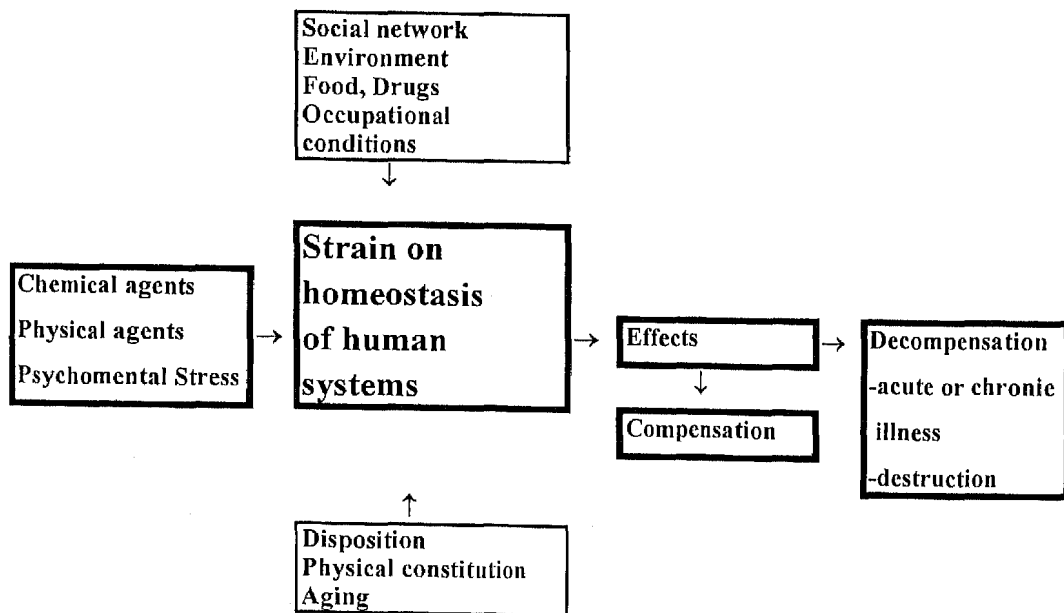 Social network
Environment
Food, Drugs
Occupational
conditions
↓
Chemical agents
Physical agents
Psychomental Stress
→
Strain on
homeostasis
of human
systems
→
Effects
↓
Compensation
→
Decompensation
-acute or chronic
illness
-destruction
↑
Disposition
Physical constitution
Aging